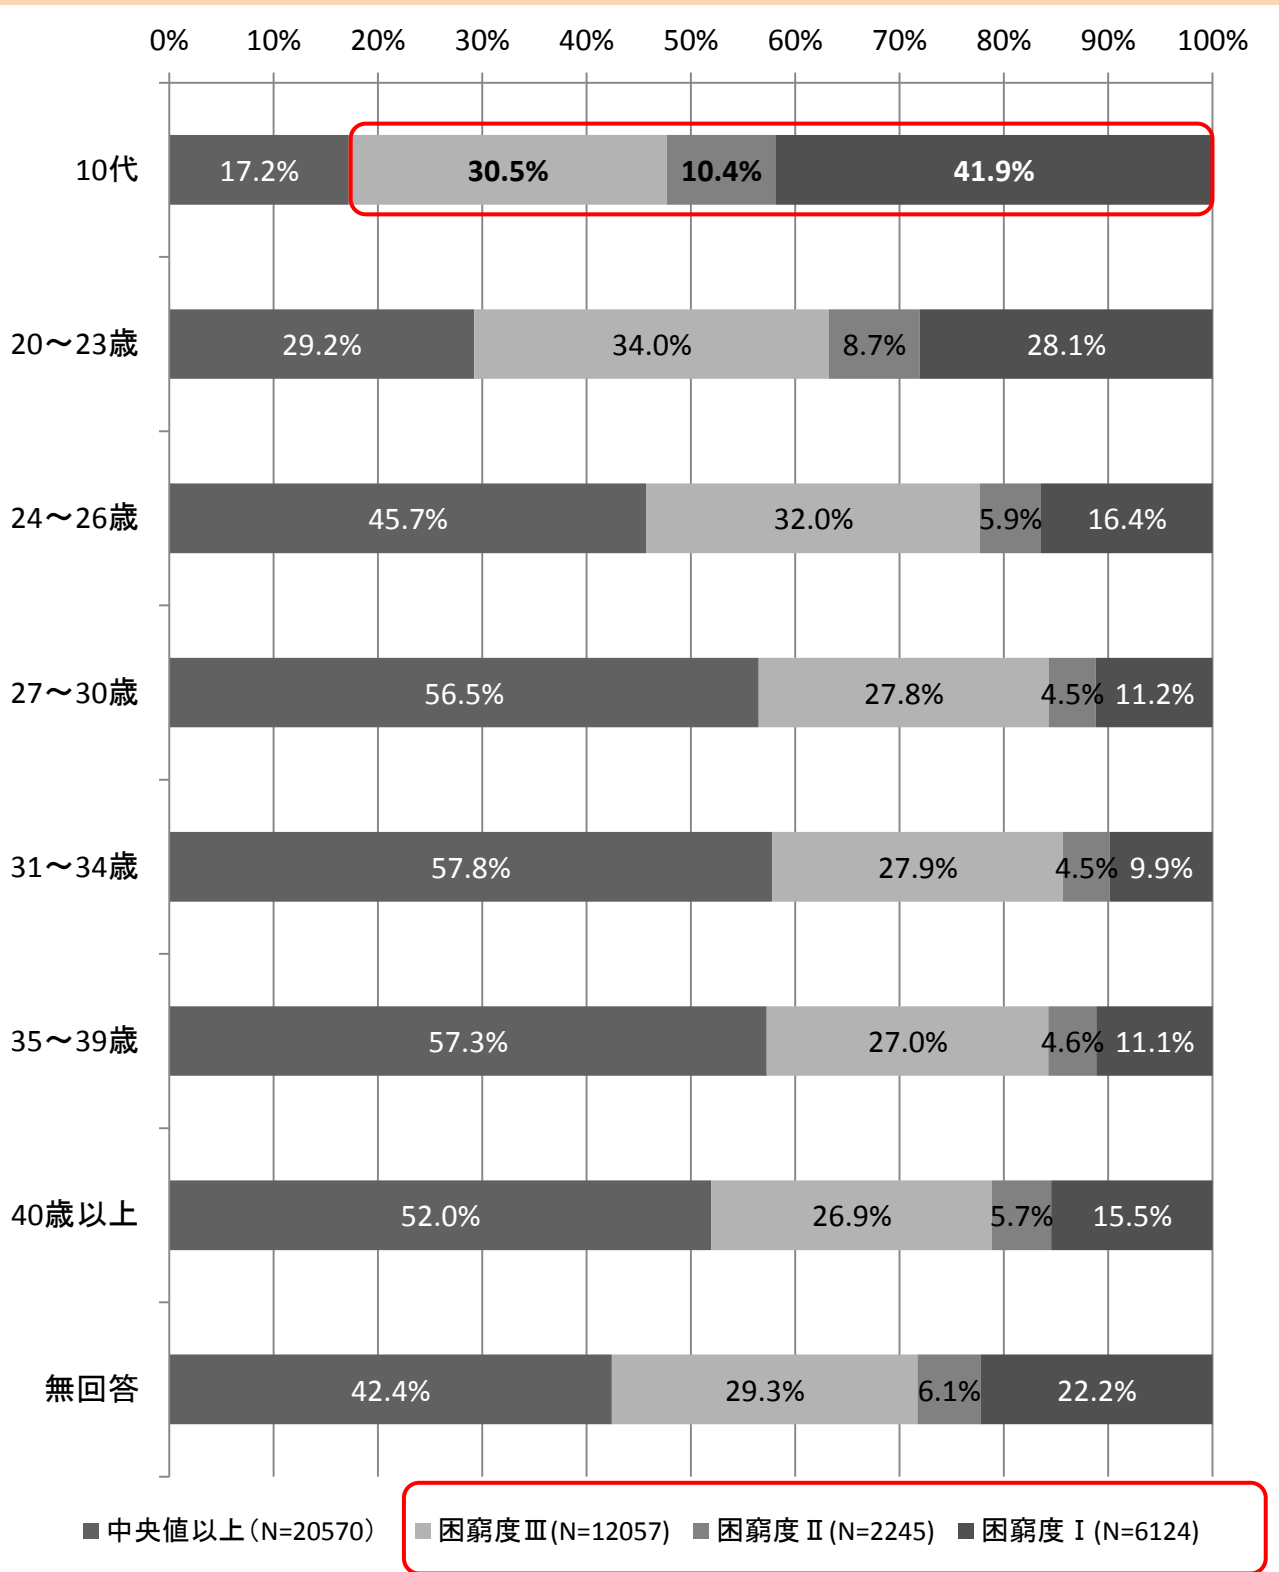 0% 10% 20% 30% 40% 50% 60% 70% 80% 90% 100%
10代 17.2% 30.5% 10.4% 41.9%
20～23歳 29.2% 34.0% 8.7% 28.1%
24～26歳 45.7% 32.0% 5.9% 16.4%
27～30歳 56.5% 27.8% 4.5% 11.2%
31～34歳 57.8% 27.9% 4.5% 9.9%
35～39歳 57.3% 27.0% 4.6% 11.1%
40歳以上 52.0% 26.9% 5.7% 15.5%
無回答 42.4% 29.3% 6.1% 22.2%
中央値以上（N=20570） 困窮度Ⅲ(N=12057) 困窮度Ⅱ(N=2245) 困窮度Ⅰ(N=6124)